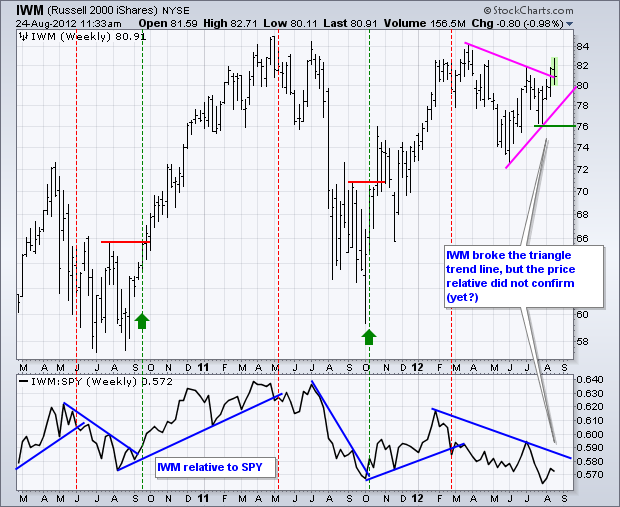 IWM (Russell 2000 iShares) NYSE © StockCharts.com
24-Aug-2012 11:33am Open 81.59 High 82.71 Low 80.11 Last 80.91 Volume 156.5M Chg -0.80 (-0.98%)
IWM (Weekly) 80.91
84
82
80
78
76
74
72
70
68
66
64
62
60
58
IWM broke the triangle
trend line, but the price
relative did not confirm
(yet?)
M A M J J A S O N D 11 F M A M J J A S O N D 12 F M A M J J A S
IWM:SPY (Weekly) 0.572
0.640
0.630
0.620
0.610
0.600
0.590
0.580
0.570
IWM relative to SPY
M A M J J A S O N D 11 F M A M J J A S O N D 12 F M A M J J A S